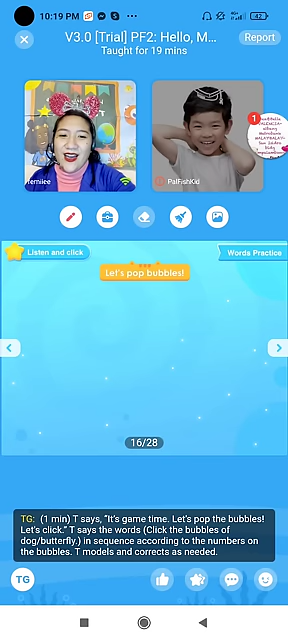 10:19 PM
42
V3.0 [Trial] PF2: Hello, M...
Taught for 19 mins
Report
1
PalFishKid
Listen and click
Words Practice
Let's pop bubbles!
16/28
TG: (1 min) T says, "It's game time. Let's pop the bubbles!
Let's click." T says the words (Click the bubbles of
dog/butterfly.) in sequence according to the numbers on
the bubbles. T models and corrects as needed.
TG